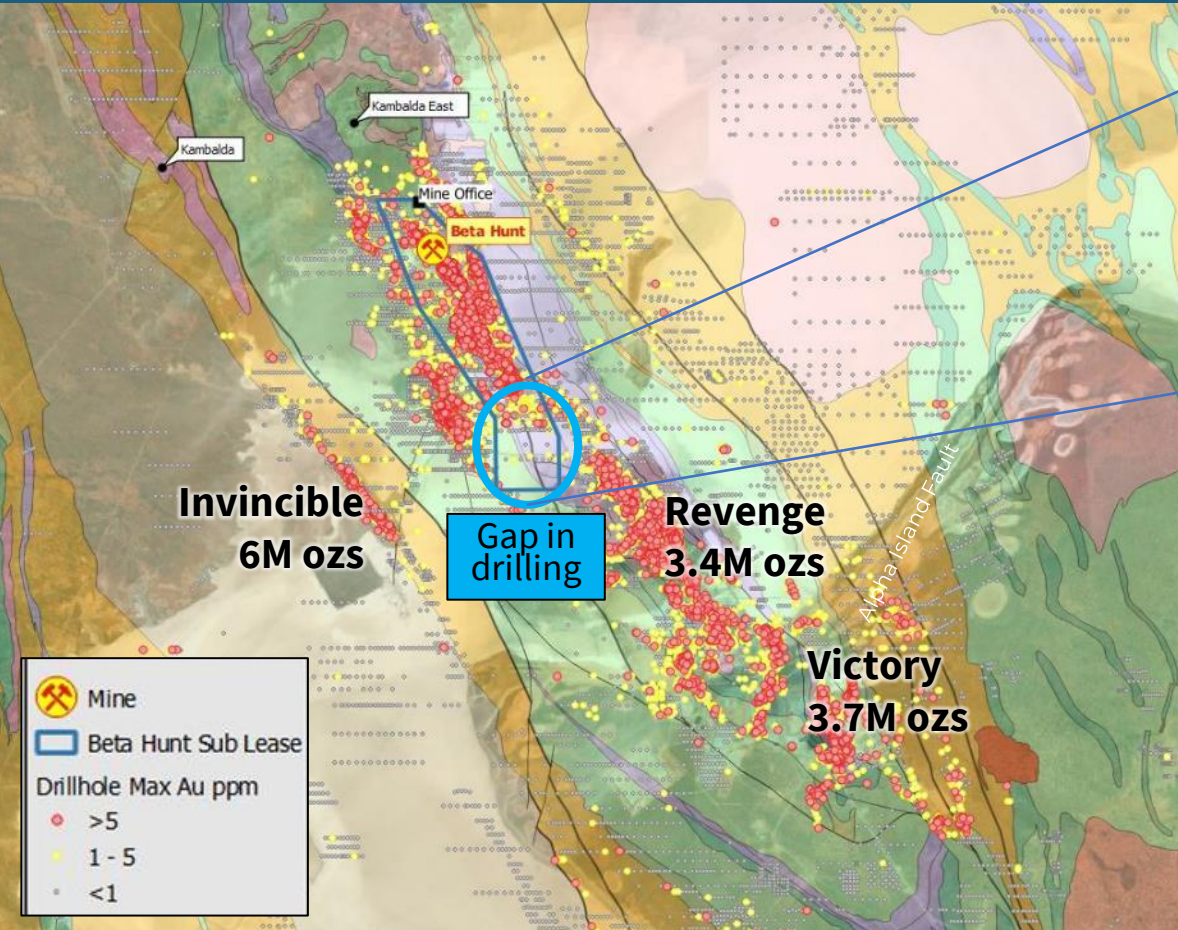 Kambalda East
Kambalda
Mine Office
Beta Hunt
Alpha Island Fault
Invincible
6M ozs
Gap in
drilling
Revenge
3.4M ozs
Victory
3.7M ozs
Mine
Beta Hunt Sub Lease
Drillhole Max Au ppm
>5
1 - 5
<1